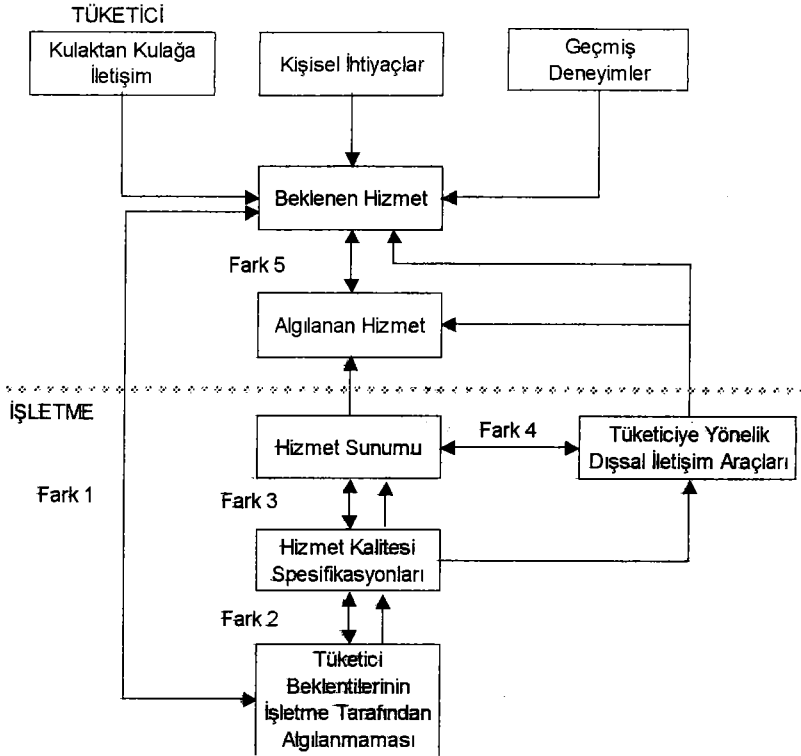 TÜKETİCİ
Kulaktan Kulağa
İletişim
Kişisel İhtiyaçlar
Geçmiş
Deneyimler
Beklenen Hizmet
Fark 5
Algılanan Hizmet
İŞLETME
Hizmet Sunumu
Fark 4
Tüketiciye Yönelik
Dışsal İletişim Araçları
Fark 1
Fark 3
Hizmet Kalitesi
Spesifikasyonları
Fark 2
Tüketici
Beklentilerinin
İşletme Tarafından
Algılanmaması